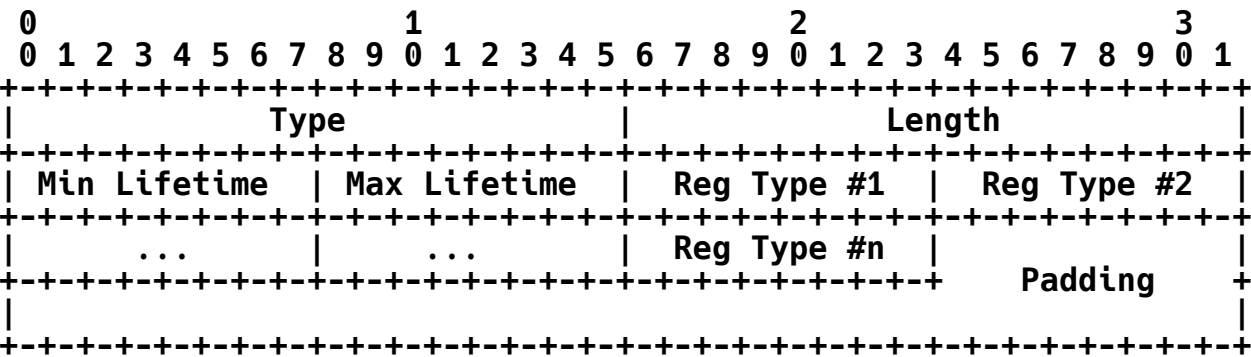 0                   1                   2                   3
 0 1 2 3 4 5 6 7 8 9 0 1 2 3 4 5 6 7 8 9 0 1 2 3 4 5 6 7 8 9 0 1
+-+-+-+-+-+-+-+-+-+-+-+-+-+-+-+-+-+-+-+-+-+-+-+-+-+-+-+-+-+-+-+-+
|             Type              |             Length            |
+-+-+-+-+-+-+-+-+-+-+-+-+-+-+-+-+-+-+-+-+-+-+-+-+-+-+-+-+-+-+-+-+
| Min Lifetime  | Max Lifetime  |  Reg Type #1  |  Reg Type #2  |
+-+-+-+-+-+-+-+-+-+-+-+-+-+-+-+-+-+-+-+-+-+-+-+-+-+-+-+-+-+-+-+-+
|      ...      |     ...       |  Reg Type #n  |               |
+-+-+-+-+-+-+-+-+-+-+-+-+-+-+-+-+-+-+-+-+-+-+-+-+    Padding    +
|                                                               |
+-+-+-+-+-+-+-+-+-+-+-+-+-+-+-+-+-+-+-+-+-+-+-+-+-+-+-+-+-+-+-+-+